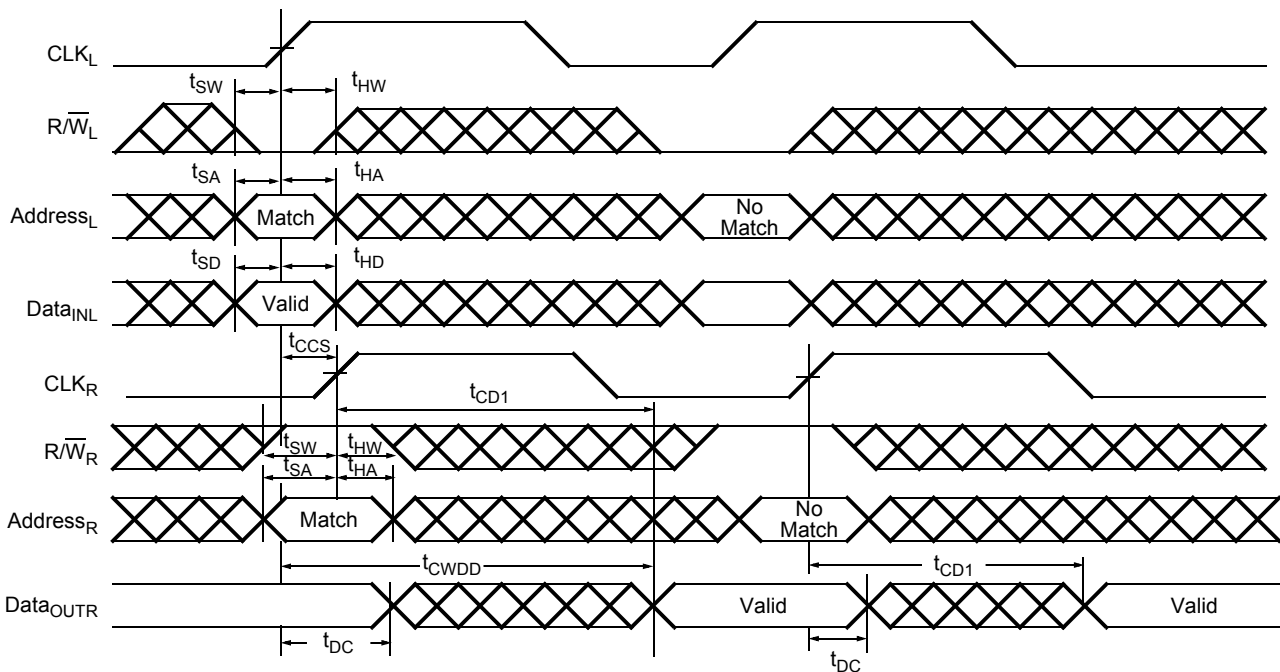 CLK_L
t_SW t_HW
R/W̅_L
t_SA t_HA
Address_L Match No Match
t_SD t_HD
Data_INL Valid
t_CCS
CLK_R
t_CD1
R/W̅_R t_SW t_HW
t_SA t_HA
Address_R Match No Match
t_CWDD t_CD1
Data_OUTR Valid Valid
t_DC t_DC